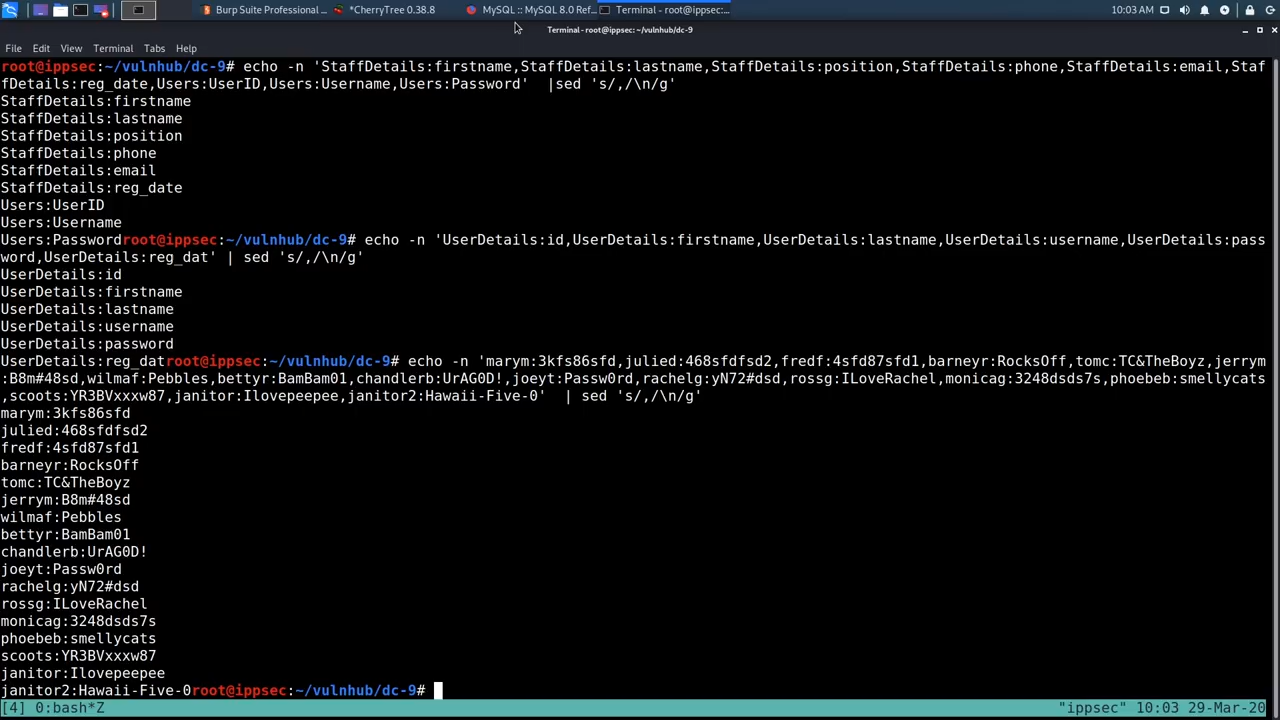 Burp Suite Professional ... *CherryTree 0.38.8 MySQL :: MySQL 8.0 Ref... Terminal - root@ippsec:... 10:03 AM
Terminal - root@ippsec: ~/vulnhub/dc-9
File Edit View Terminal Tabs Help
root@ippsec:~/vulnhub/dc-9# echo -n 'StaffDetails:firstname,StaffDetails:lastname,StaffDetails:position,StaffDetails:phone,StaffDetails:email,Staf
fDetails:reg_date,Users:UserID,Users:Username,Users:Password'  |sed 's/,/\n/g'
StaffDetails:firstname
StaffDetails:lastname
StaffDetails:position
StaffDetails:phone
StaffDetails:email
StaffDetails:reg_date
Users:UserID
Users:Username
Users:Passwordroot@ippsec:~/vulnhub/dc-9# echo -n 'UserDetails:id,UserDetails:firstname,UserDetails:lastname,UserDetails:username,UserDetails:pass
word,UserDetails:reg_dat' | sed 's/,/\n/g'
UserDetails:id
UserDetails:firstname
UserDetails:lastname
UserDetails:username
UserDetails:password
UserDetails:reg_datroot@ippsec:~/vulnhub/dc-9# echo -n 'marym:3kfs86sfd,julied:468sfdfsd2,fredf:4sfd87sfd1,barneyr:RocksOff,tomc:TC&TheBoyz,jerrym
:B8m#48sd,wilmaf:Pebbles,bettyr:BamBam01,chandlerb:UrAG0D!,joeyt:Passw0rd,rachelg:yN72#dsd,rossg:ILoveRachel,monicag:3248dsds7s,phoebeb:smellycats
,scoots:YR3BVxxxw87,janitor:Ilovepeepee,janitor2:Hawaii-Five-0'  | sed 's/,/\n/g'
marym:3kfs86sfd
julied:468sfdfsd2
fredf:4sfd87sfd1
barneyr:RocksOff
tomc:TC&TheBoyz
jerrym:B8m#48sd
wilmaf:Pebbles
bettyr:BamBam01
chandlerb:UrAG0D!
joeyt:Passw0rd
rachelg:yN72#dsd
rossg:ILoveRachel
monicag:3248dsds7s
phoebeb:smellycats
scoots:YR3BVxxxw87
janitor:Ilovepeepee
janitor2:Hawaii-Five-0root@ippsec:~/vulnhub/dc-9#
[4] 0:bash*Z "ippsec" 10:03 29-Mar-20